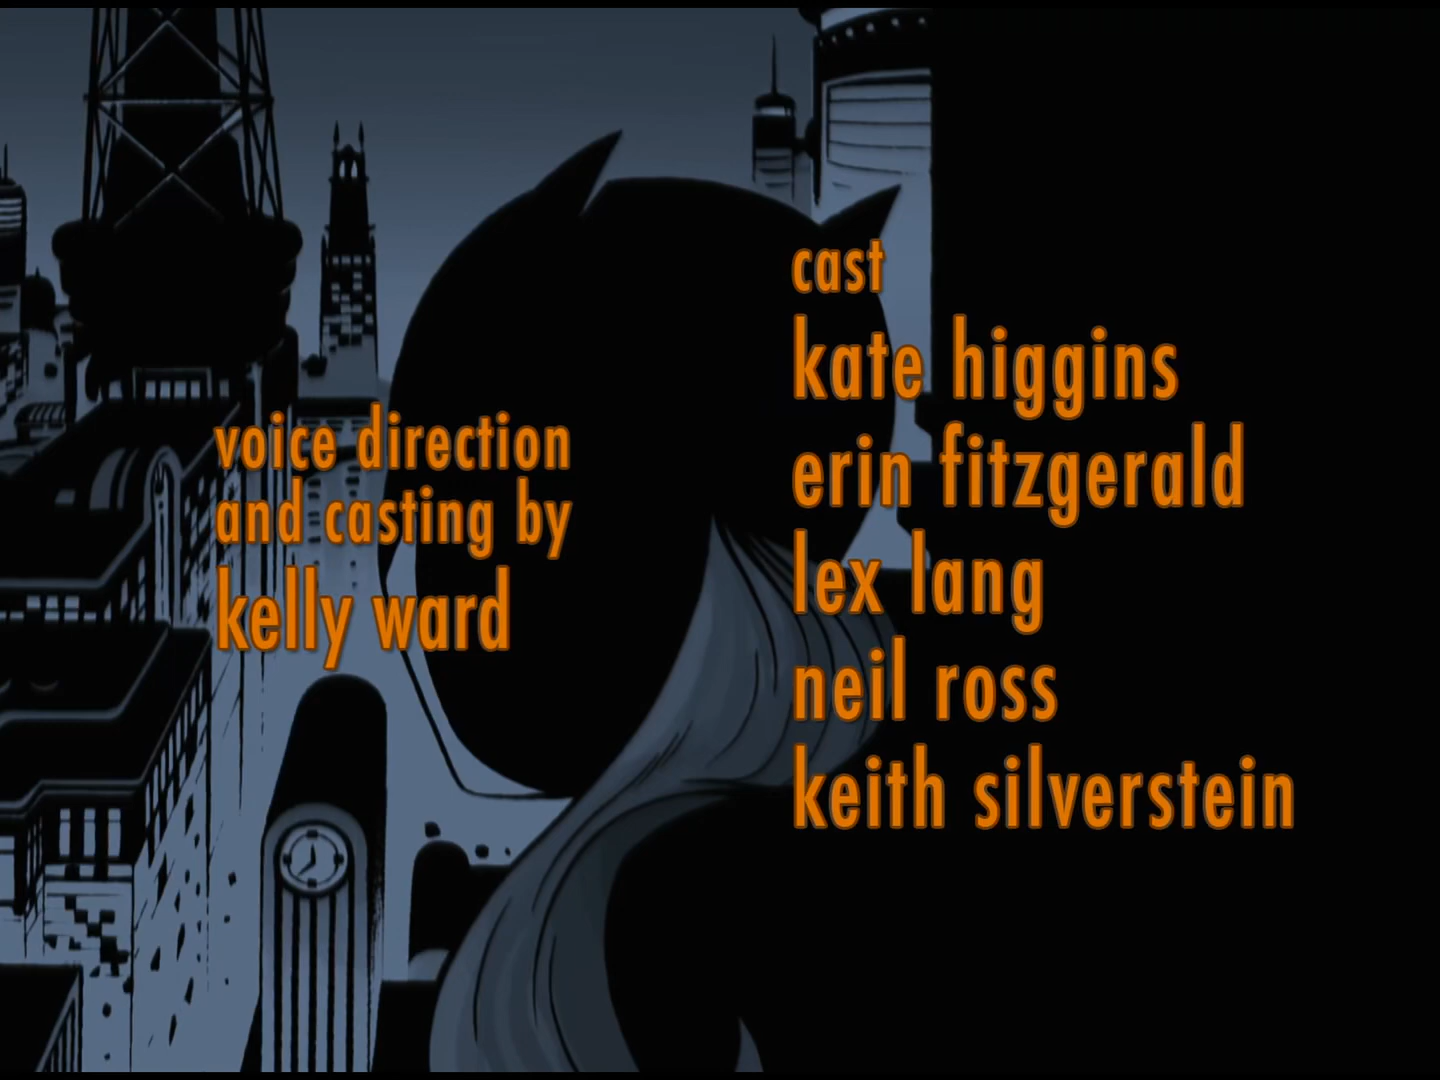 voice direction
and casting by
kelly ward
cast
kate higgins
erin fitzgerald
lex lang
neil ross
keith silverstein